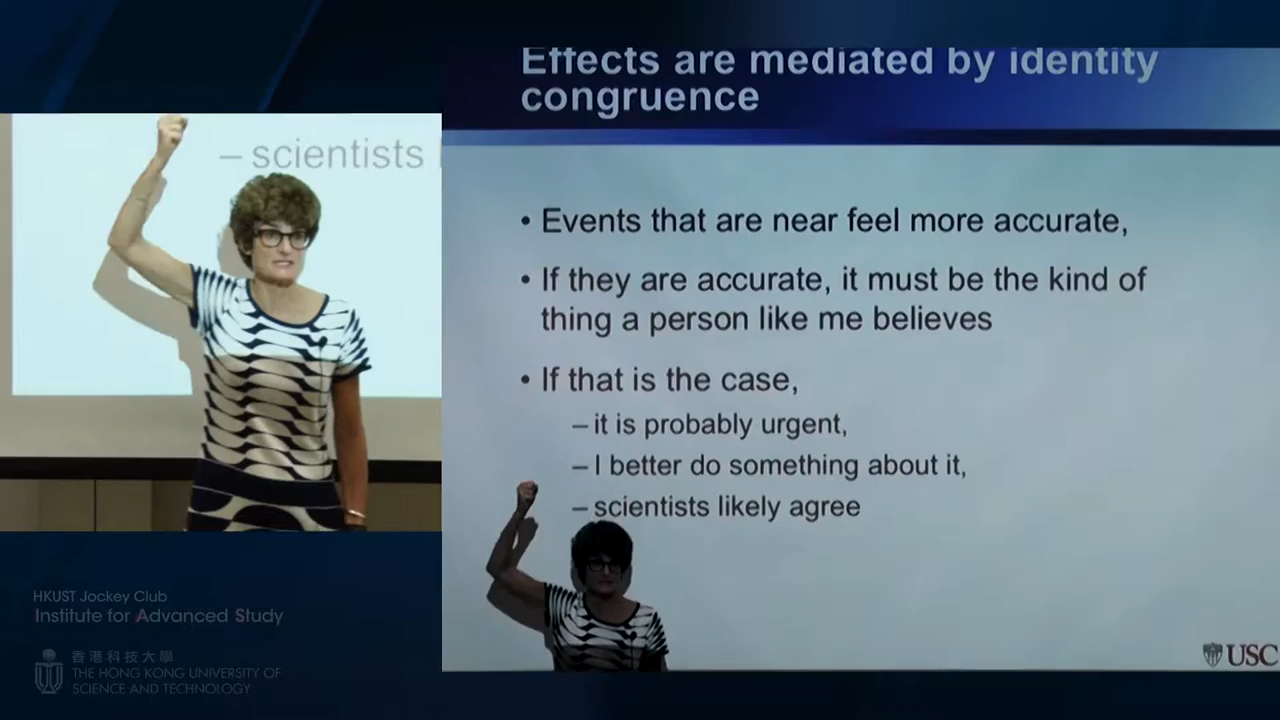 Effects are mediated by identity
congruence
– scientists
• Events that are near feel more accurate,
• If they are accurate, it must be the kind of
thing a person like me believes
• If that is the case,
– it is probably urgent,
– I better do something about it,
– scientists likely agree
HKUST Jockey Club
Institute for Advanced Study
香港科技大學
THE HONG KONG UNIVERSITY OF
SCIENCE AND TECHNOLOGY
USC